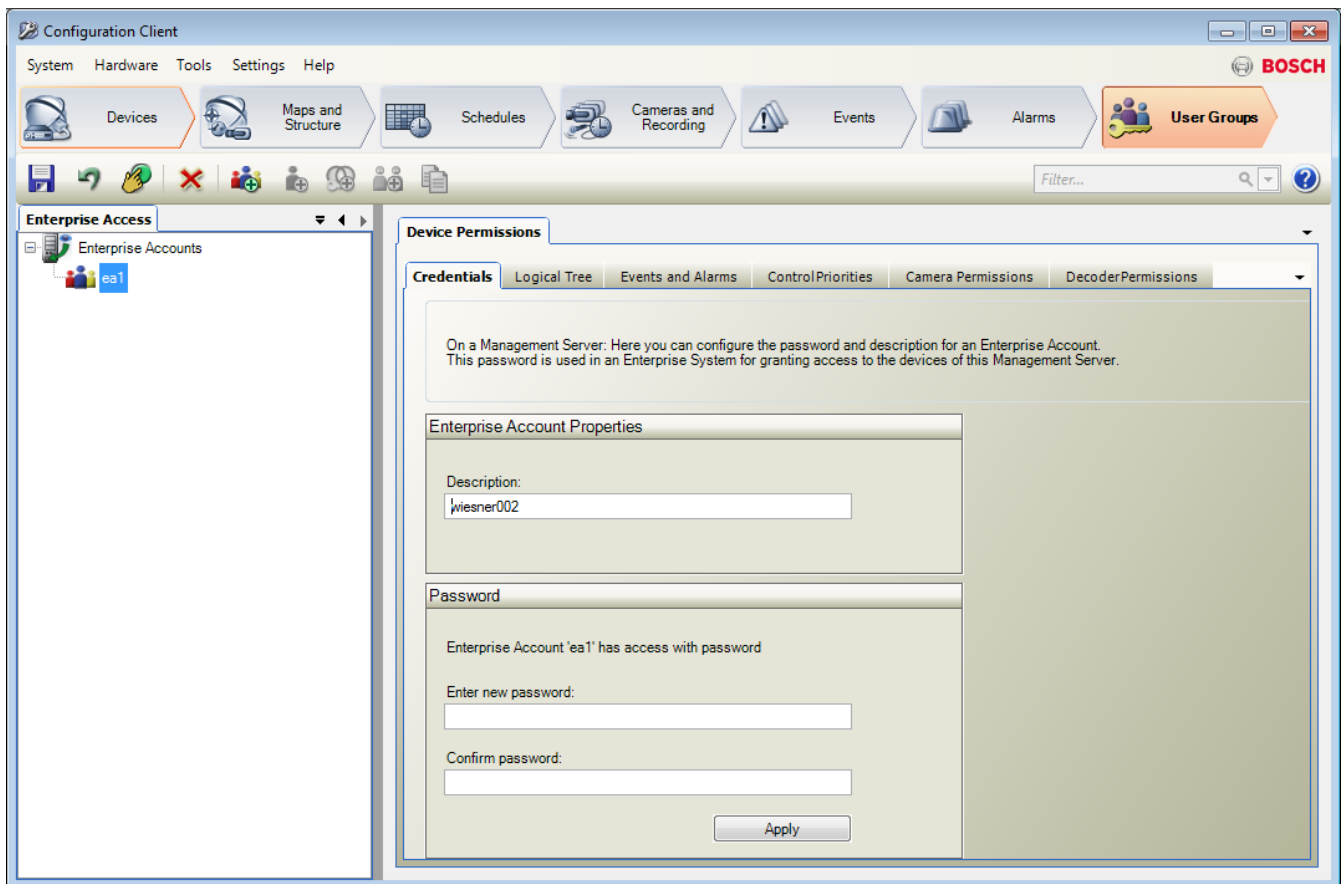 Configuration Client
System Hardware Tools Settings Help
BOSCH
Devices
Maps and
Structure
Schedules
Cameras and
Recording
Events
Alarms
User Groups
Filter...
Enterprise Access
Enterprise Accounts
ea1
Device Permissions
Credentials Logical Tree Events and Alarms ControlPriorities Camera Permissions DecoderPermissions
On a Management Server: Here you can configure the password and description for an Enterprise Account.
This password is used in an Enterprise System for granting access to the devices of this Management Server.
Enterprise Account Properties
Description:
wiesner002
Password
Enterprise Account 'ea1' has access with password
Enter new password:
Confirm password:
Apply